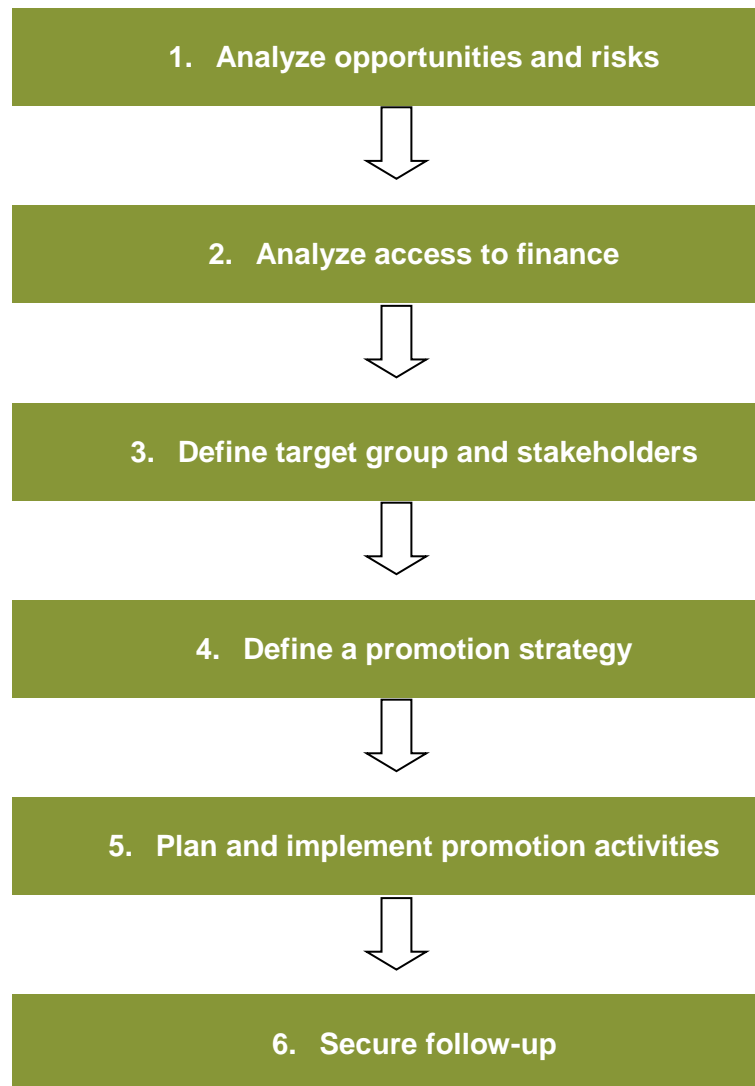 1. Analyze opportunities and risks
2. Analyze access to finance
3. Define target group and stakeholders
4. Define a promotion strategy
5. Plan and implement promotion activities
6. Secure follow-up